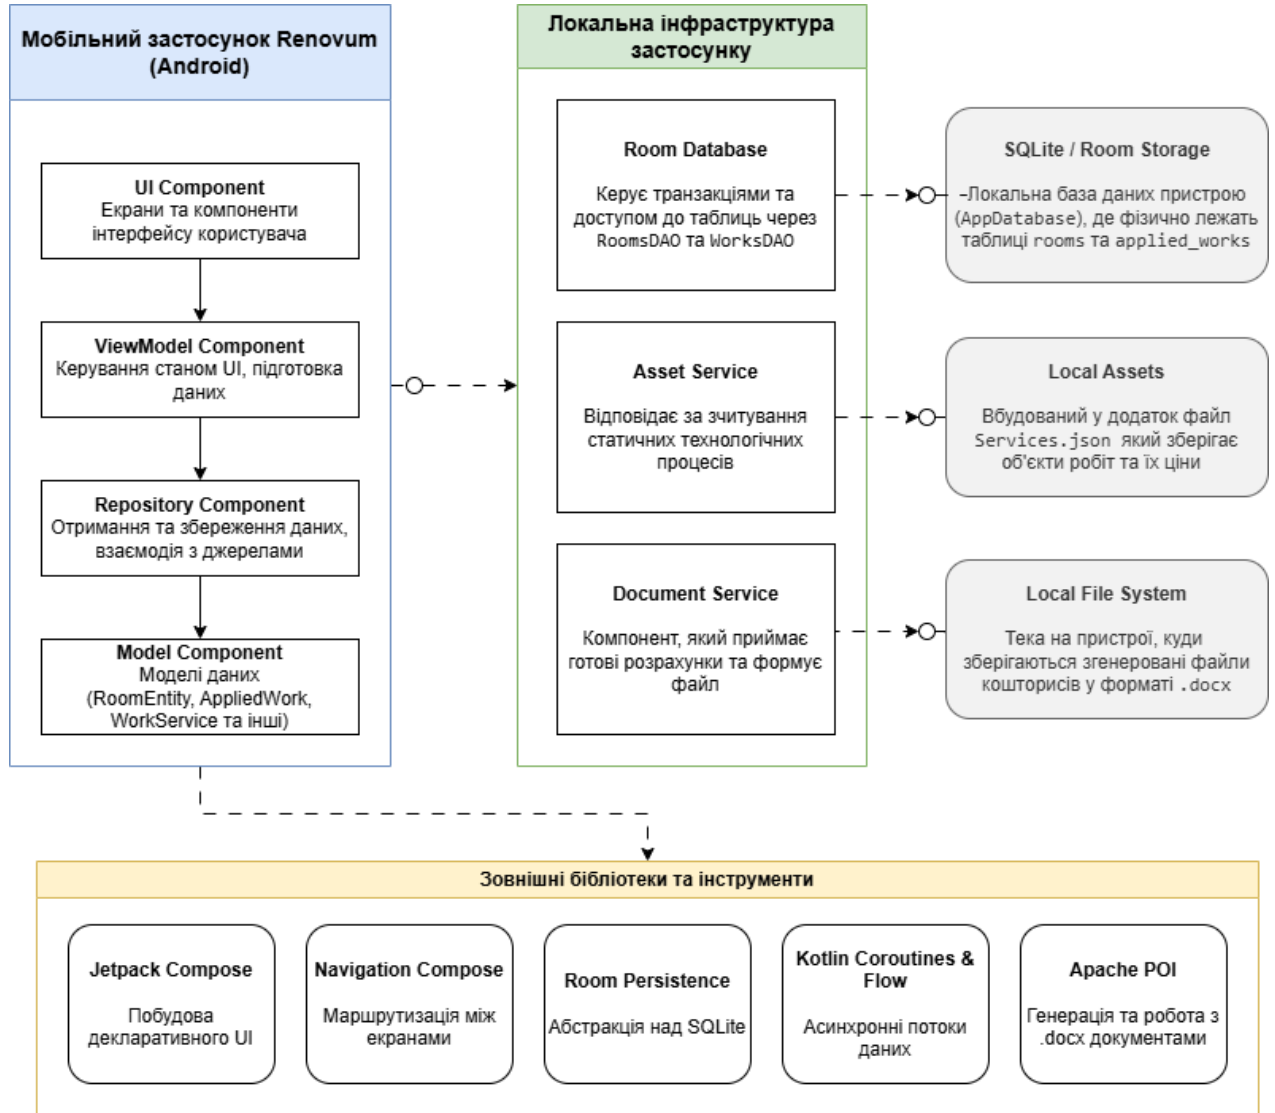 Мобільний застосунок Renovum
(Android)
UI Component
Екрани та компоненти
інтерфейсу користувача
ViewModel Component
Керування станом UI, підготовка
даних
Repository Component
Отримання та збереження даних,
взаємодія з джерелами
Model Component
Моделі даних
(RoomEntity, AppliedWork,
WorkService та інші)
Локальна інфраструктура
застосунку
Room Database
Керує транзакціями та
доступом до таблиць через
RoomsDAO та WorksDAO
Asset Service
Відповідає за зчитування
статичних технологічних
процесів
Document Service
Компонент, який приймає
готові розрахунки та формує
файл
SQLite / Room Storage
-Локальна база даних пристрою
(AppDatabase), де фізично лежать
таблиці rooms та applied_works
Local Assets
Вбудований у додаток файл
Services.json який зберігає
об'єкти робіт та їх ціни
Local File System
Тека на пристрої, куди
зберігаються згенеровані файли
кошторисів у форматі .docx
Зовнішні бібліотеки та інструменти
Jetpack Compose
Побудова
декларативного UI
Navigation Compose
Маршрутизація між
екранами
Room Persistence
Абстракція над SQLite
Kotlin Coroutines &
Flow
Асинхронні потоки
даних
Apache POI
Генерація та робота з
.docx документами